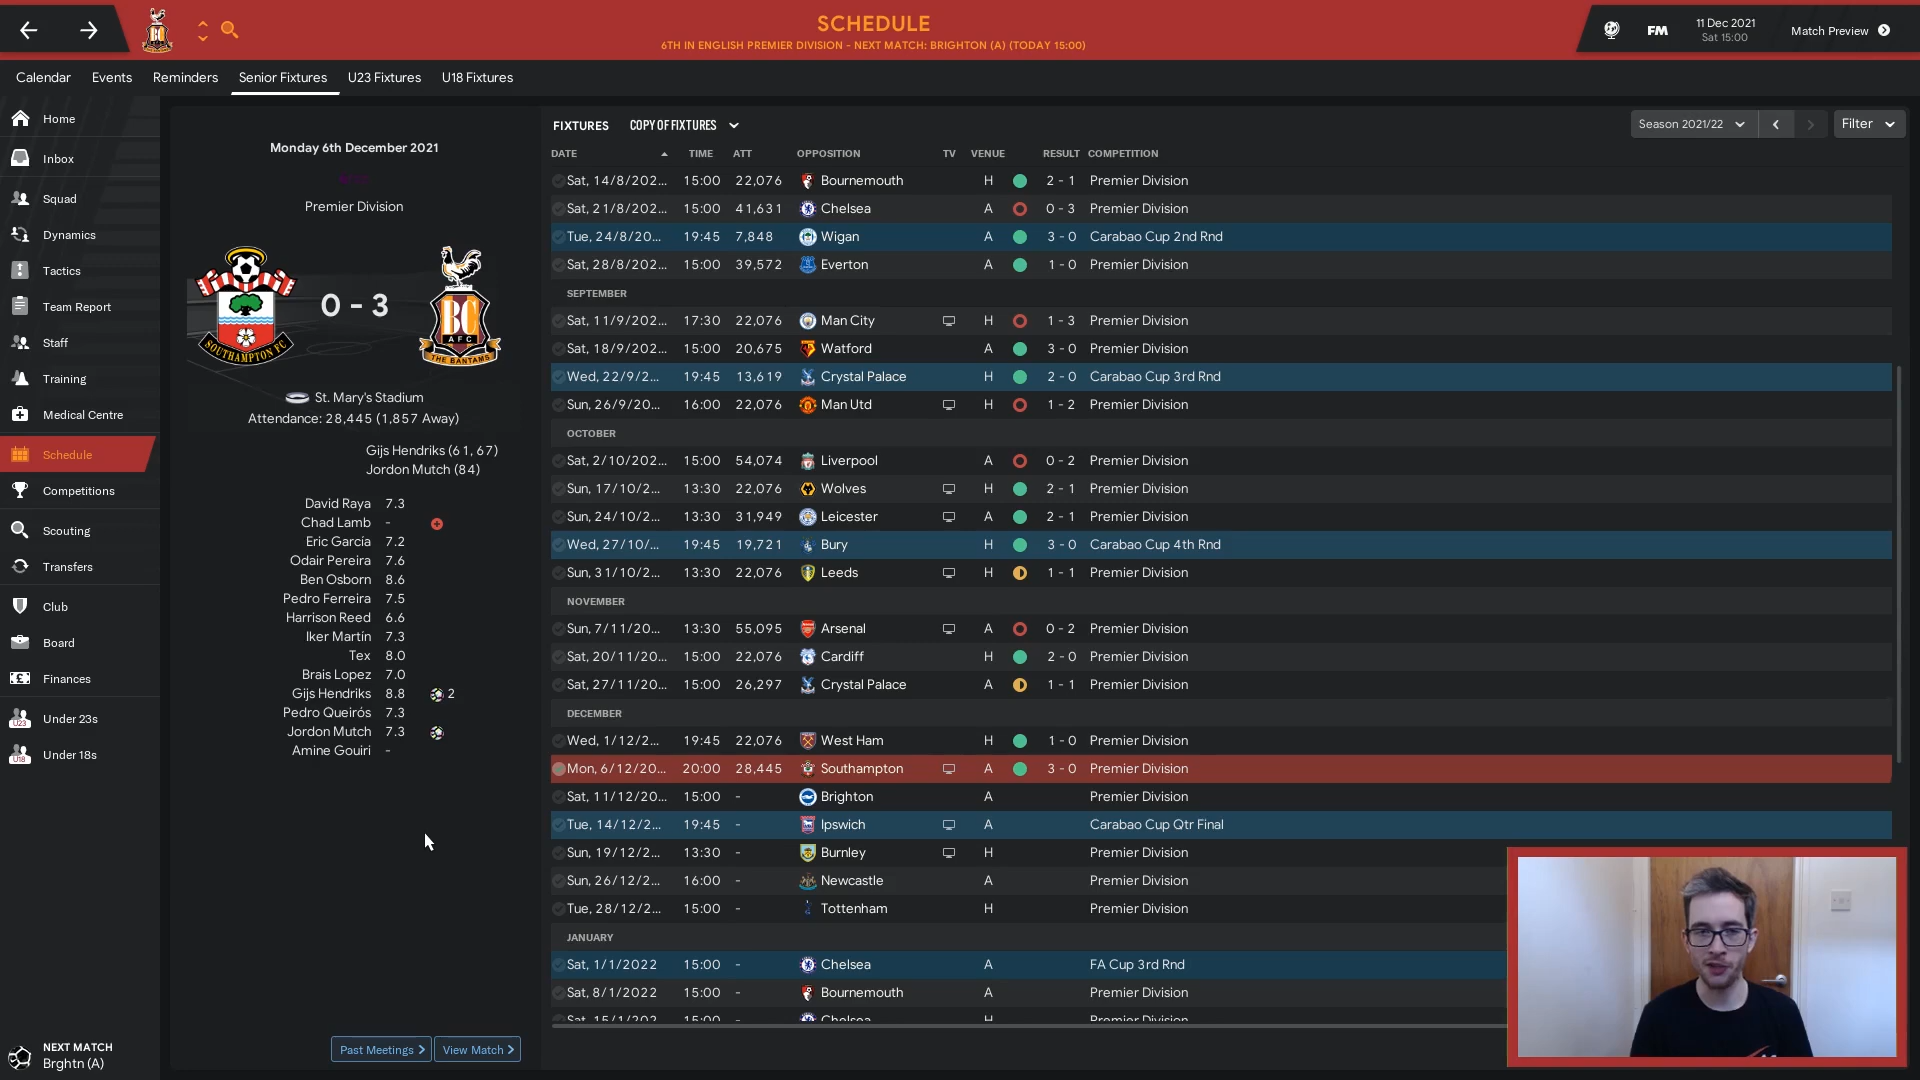 SCHEDULE
6TH IN ENGLISH PREMIER DIVISION - NEXT MATCH: BRIGHTON (A) (TODAY 15:00)
FM
11 Dec 2021
Sat 15:00
Match Preview
Calendar Events Reminders Senior Fixtures U23 Fixtures U18 Fixtures
Home
Inbox
Squad
Dynamics
Tactics
Team Report
Staff
Training
Medical Centre
Schedule
Competitions
Scouting
Transfers
Club
Board
Finances
U23 Under 23s
U18 Under 18s
NEXT MATCH
Brghtn (A)
Monday 6th December 2021
Premier Division
SOUTHAMPTON FC
0 - 3
BC
AFC
THE BANTAMS
St. Mary's Stadium
Attendance: 28,445 (1,857 Away)
Gijs Hendriks (61, 67)
Jordon Mutch (84)
David Raya 7.3
Chad Lamb -
Eric García 7.2
Odair Pereira 7.6
Ben Osborn 8.6
Pedro Ferreira 7.5
Harrison Reed 6.6
Iker Martín 7.3
Tex 8.0
Brais Lopez 7.0
Gijs Hendriks 8.8 2
Pedro Queirós 7.3
Jordon Mutch 7.3
Amine Gouiri -
Past Meetings View Match
FIXTURES COPY OF FIXTURES Season 2021/22 Filter
DATE TIME ATT OPPOSITION TV VENUE RESULT COMPETITION
Sat, 14/8/202... 15:00 22,076 Bournemouth H 2 - 1 Premier Division
Sat, 21/8/202... 15:00 41,631 Chelsea A 0 - 3 Premier Division
Tue, 24/8/20... 19:45 7,848 Wigan A 3 - 0 Carabao Cup 2nd Rnd
Sat, 28/8/202... 15:00 39,572 Everton A 1 - 0 Premier Division
SEPTEMBER
Sat, 11/9/202... 17:30 22,076 Man City H 1 - 3 Premier Division
Sat, 18/9/202... 15:00 20,675 Watford A 3 - 0 Premier Division
Wed, 22/9/2... 19:45 13,619 Crystal Palace H 2 - 0 Carabao Cup 3rd Rnd
Sun, 26/9/20... 16:00 22,076 Man Utd H 1 - 2 Premier Division
OCTOBER
Sat, 2/10/202... 15:00 54,074 Liverpool A 0 - 2 Premier Division
Sun, 17/10/2... 13:30 22,076 Wolves H 2 - 1 Premier Division
Sun, 24/10/2... 13:30 31,949 Leicester A 2 - 1 Premier Division
Wed, 27/10/... 19:45 19,721 Bury H 3 - 0 Carabao Cup 4th Rnd
Sun, 31/10/2... 13:30 22,076 Leeds H 1 - 1 Premier Division
NOVEMBER
Sun, 7/11/20... 13:30 55,095 Arsenal A 0 - 2 Premier Division
Sat, 20/11/20... 15:00 22,076 Cardiff H 2 - 0 Premier Division
Sat, 27/11/20... 15:00 26,297 Crystal Palace A 1 - 1 Premier Division
DECEMBER
Wed, 1/12/2... 19:45 22,076 West Ham H 1 - 0 Premier Division
Mon, 6/12/20... 20:00 28,445 Southampton A 3 - 0 Premier Division
Sat, 11/12/20... 15:00 - Brighton A Premier Division
Tue, 14/12/2... 19:45 - Ipswich A Carabao Cup Qtr Final
Sun, 19/12/2... 13:30 - Burnley H Premier Division
Sun, 26/12/2... 16:00 - Newcastle A Premier Division
Tue, 28/12/2... 15:00 - Tottenham H Premier Division
JANUARY
Sat, 1/1/2022 15:00 - Chelsea A FA Cup 3rd Rnd
Sat, 8/1/2022 15:00 - Bournemouth A Premier Division
Sat, 15/1/202... 15:00 - Chelsea H Premier Division